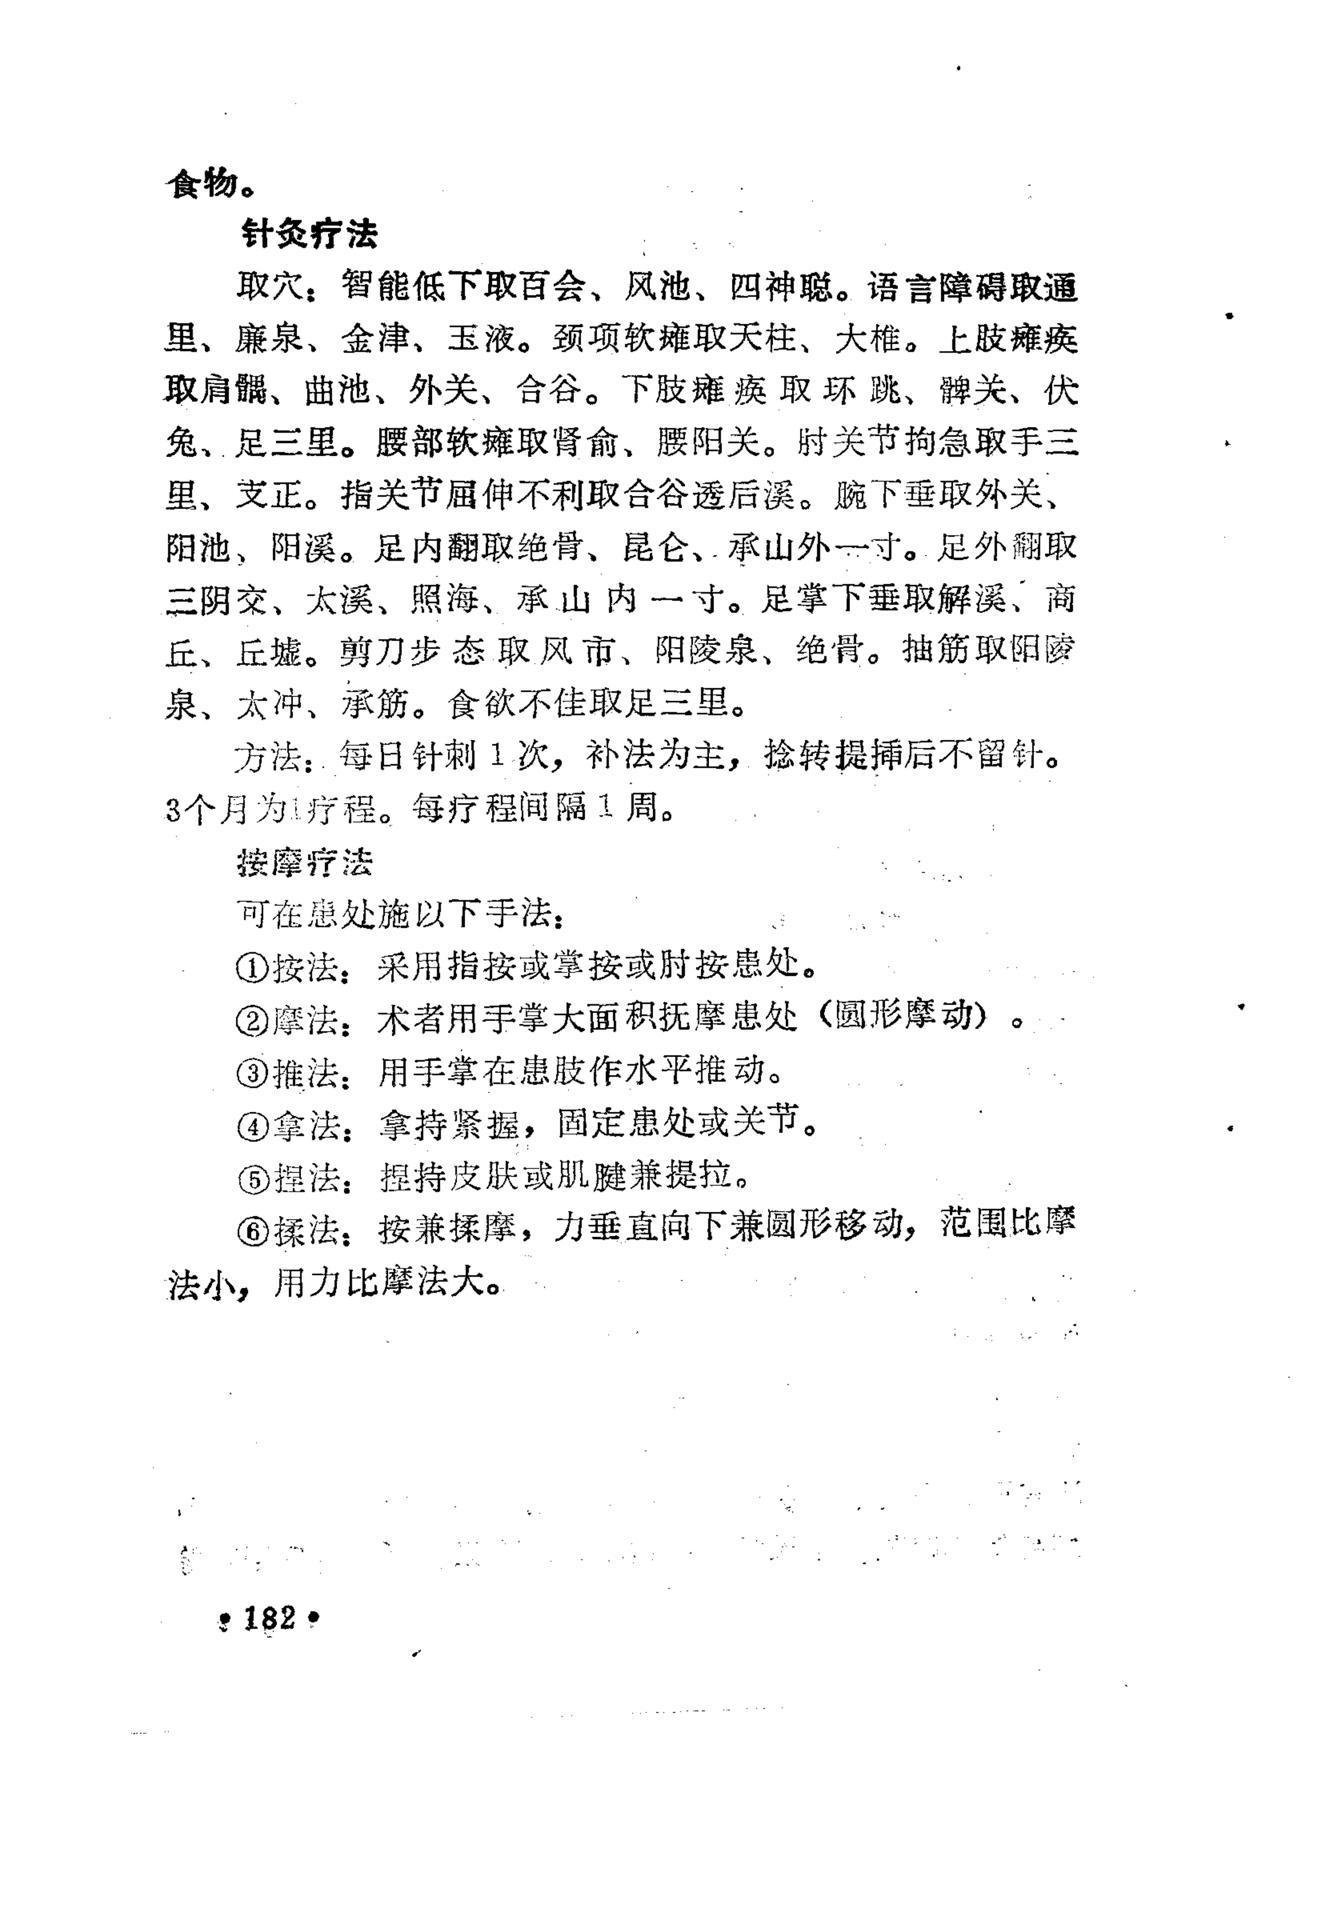 食物。
针灸疗法
取穴：智能低下取百会、风池、四神聪。语言障碍取通
里、廉泉、金津、玉液。颈项软瘫取天柱、大椎。上肢瘫痪
取肩髃、曲池、外关、合谷。下肢瘫痪取环跳、髀关、伏
兔、足三里。腰部软瘫取肾俞、腰阳关。肘关节拘急取手三
里、支正。指关节屈伸不利取合谷透后溪。腕下垂取外关、
阳池、阳溪。足内翻取绝骨、昆仑、承山外一寸。足外翻取
三阴交、太溪、照海、承山内一寸。足掌下垂取解溪、商
丘、丘墟。剪刀步态取风市、阳陵泉、绝骨。抽筋取阳陵
泉、太冲、承筋。食欲不佳取足三里。
方法：每日针刺1次，补法为主，捻转提插后不留针。
3个月为1疗程。每疗程间隔1周。
按摩疗法
可在患处施以下手法：
①按法：采用指按或掌按或肘按患处。
②摩法：术者用手掌大面积抚摩患处（圆形摩动）。
③推法：用手掌在患肢作水平推动。
④拿法：拿持紧握，固定患处或关节。
⑤捏法：捏持皮肤或肌腱兼提拉。
⑥揉法：按兼揉摩，力垂直向下兼圆形移动，范围比摩
法小，用力比摩法大。
•182•